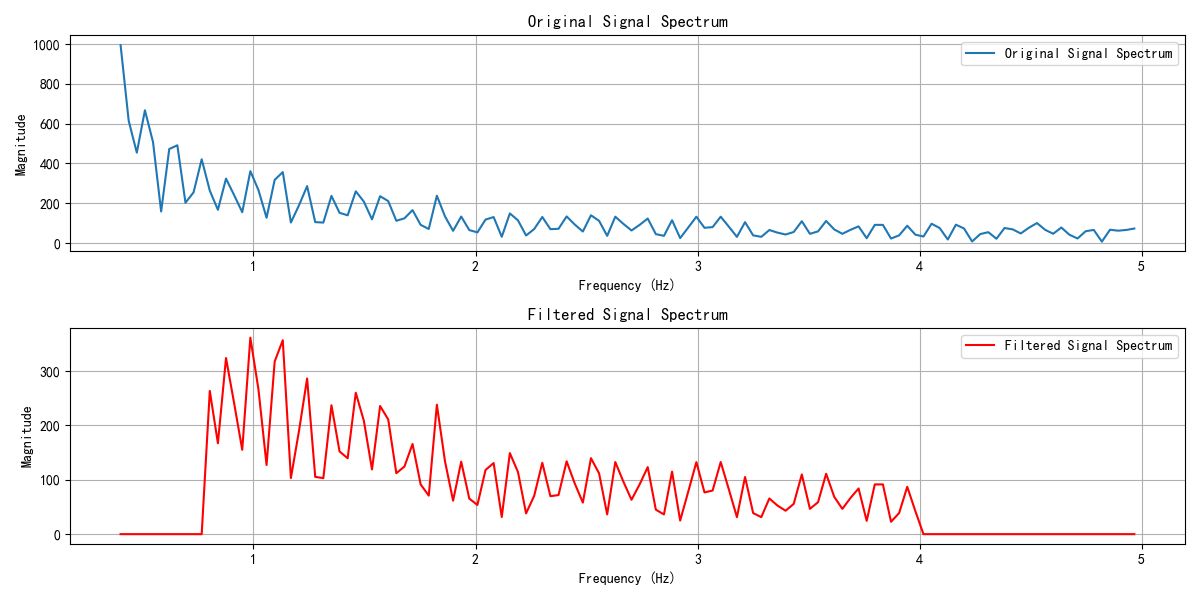 Original Signal Spectrum
Original Signal Spectrum
1000
800
600
400
200
0
Magnitude
1 2 3 4 5
Frequency (Hz)
Filtered Signal Spectrum
Filtered Signal Spectrum
300
200
100
0
Magnitude
1 2 3 4 5
Frequency (Hz)